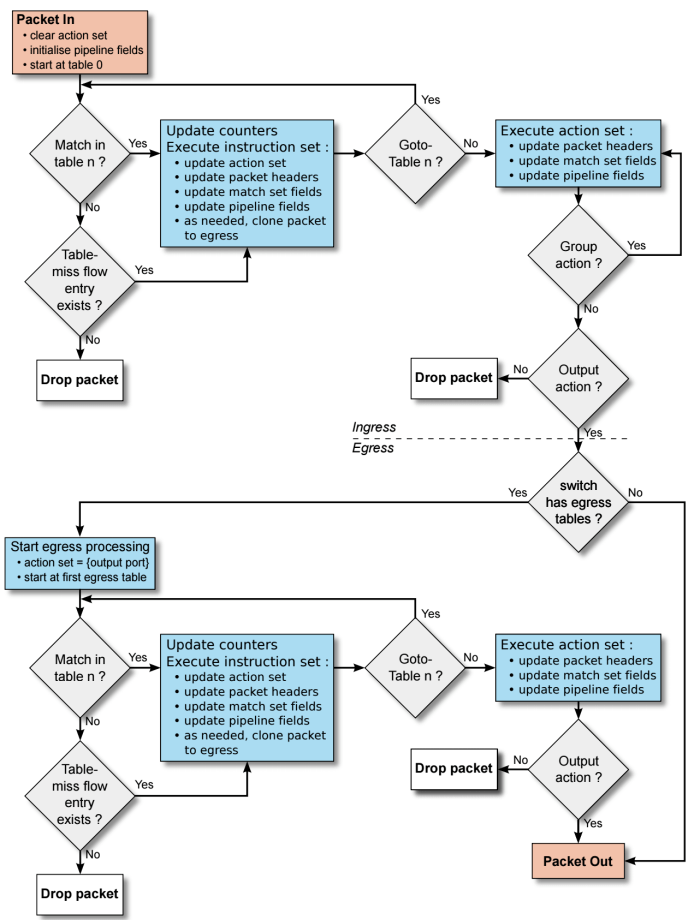 Packet In
• clear action set
• initialise pipeline fields
• start at table 0
Yes
Match in
table n ?
Yes
Update counters
Execute instruction set :
• update action set
• update packet headers
• update match set fields
• update pipeline fields
• as needed, clone packet
to egress
Goto-
Table n ?
No
Execute action set :
• update packet headers
• update match set fields
• update pipeline fields
No
Table-
miss flow
entry
exists ?
Yes
Group
action ?
Yes
No
No
Drop packet
Drop packet
No
Output
action ?
Ingress
Yes
Egress
Yes
switch
has egress
tables ?
No
Start egress processing
• action set = {output port}
• start at first egress table
Yes
Match in
table n ?
Yes
Update counters
Execute instruction set :
• update action set
• update packet headers
• update match set fields
• update pipeline fields
• as needed, clone packet
to egress
Goto-
Table n ?
No
Execute action set :
• update packet headers
• update match set fields
• update pipeline fields
No
Table-
miss flow
entry
exists ?
Yes
Drop packet
No
Output
action ?
Yes
No
Packet Out
Drop packet